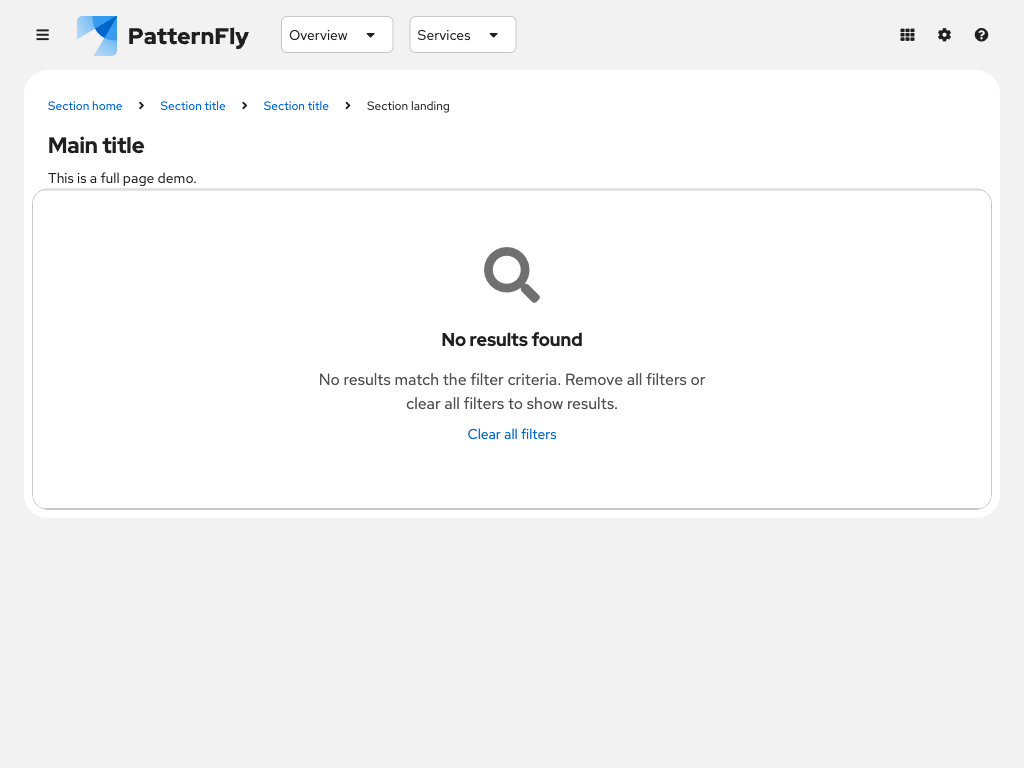 PatternFly
Overview
Services
Section home
Section title
Section title
Section landing
Main title
This is a full page demo.
No results found
No results match the filter criteria. Remove all filters or
clear all filters to show results.
Clear all filters